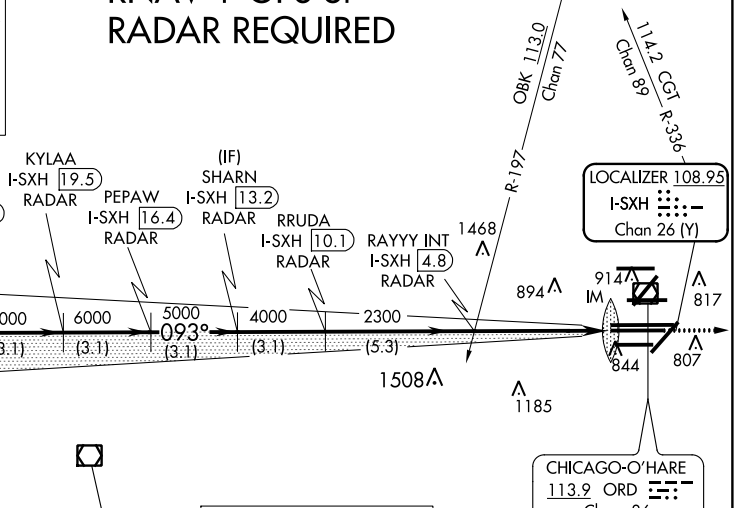 RADAR REQUIRED
OBK 113.0
Chan 77
R-197
114.2 CGT
Chan 89
R-336
KYLAA
I-SXH 19.5
RADAR
PEPAW
I-SXH 16.4
RADAR
(IF)
SHARN
I-SXH 13.2
RADAR
RRUDA
I-SXH 10.1
RADAR
RAYYY INT
I-SXH 4.8
RADAR
LOCALIZER 108.95
I-SXH
Chan 26 (Y)
1468
894
914
IM
817
000 6000 5000 4000 2300
093°
3.1) (3.1) (3.1) (3.1) (5.3)
844
807
1508
1185
CHICAGO-O'HARE
113.9 ORD